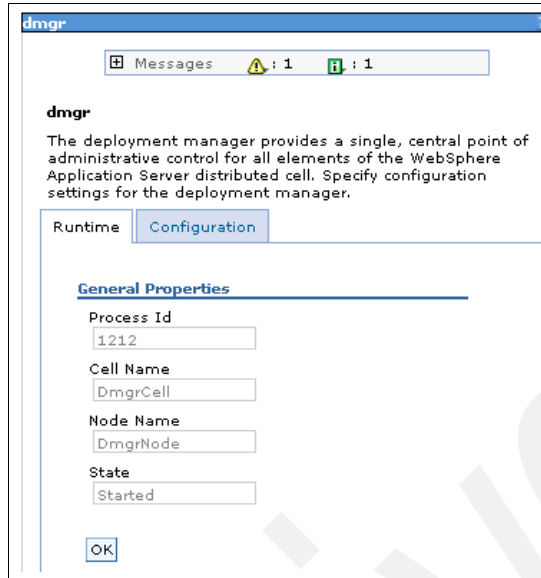 dmgr
Messages : 1 : 1
dmgr
The deployment manager provides a single, central point of
administrative control for all elements of the WebSphere
Application Server distributed cell. Specify configuration
settings for the deployment manager.
Runtime Configuration
General Properties
Process Id
1212
Cell Name
DmgrCell
Node Name
DmgrNode
State
Started
OK